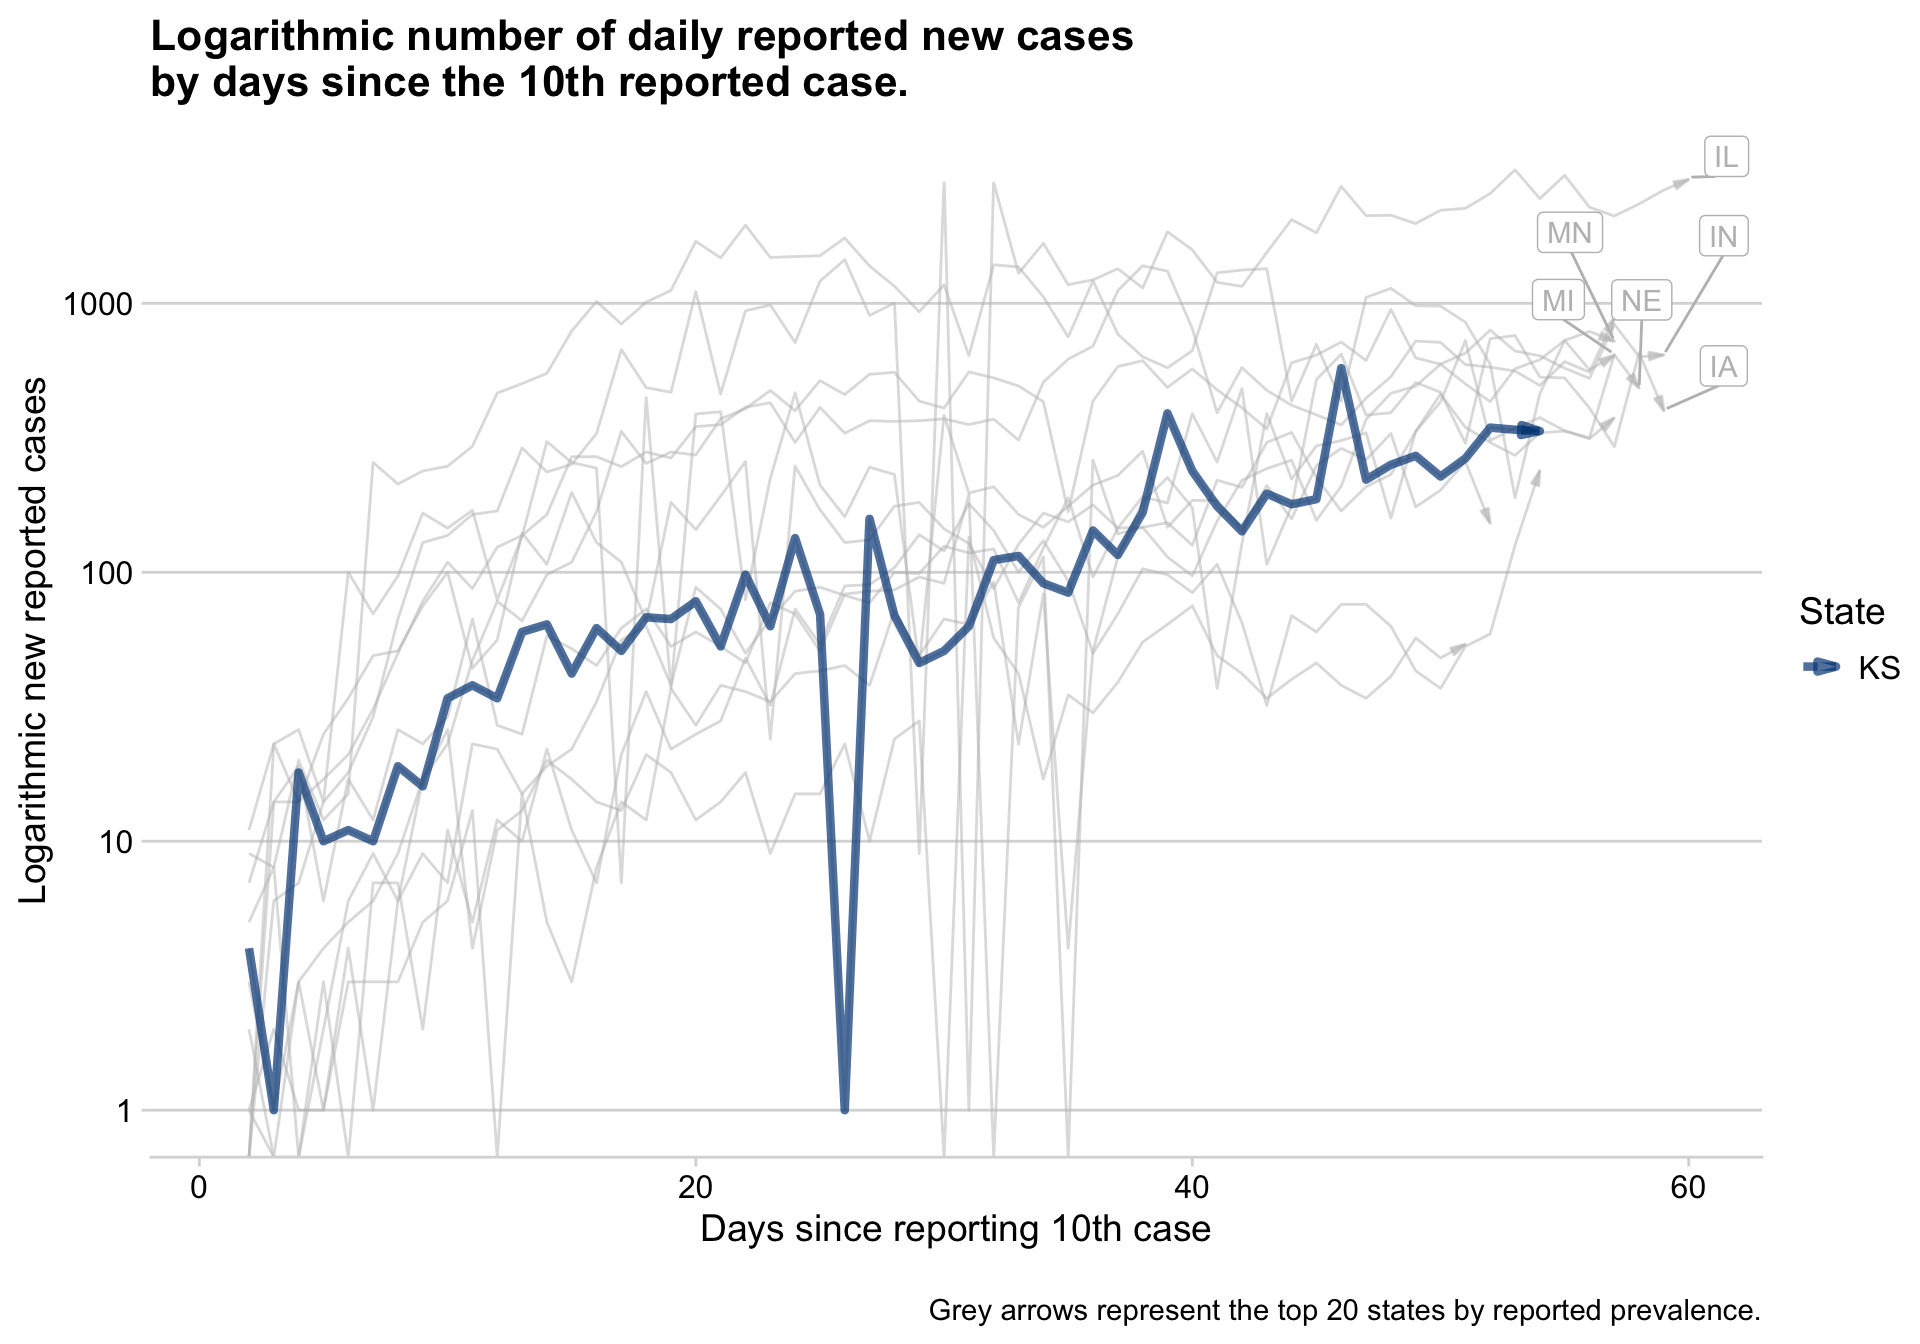 Logarithmic number of daily reported new cases
by days since the 10th reported case.
IL
MN
IN
MI
NE
IA
1000
100
10
1
Logarithmic new reported cases
0
20
40
60
Days since reporting 10th case
State
KS
Grey arrows represent the top 20 states by reported prevalence.